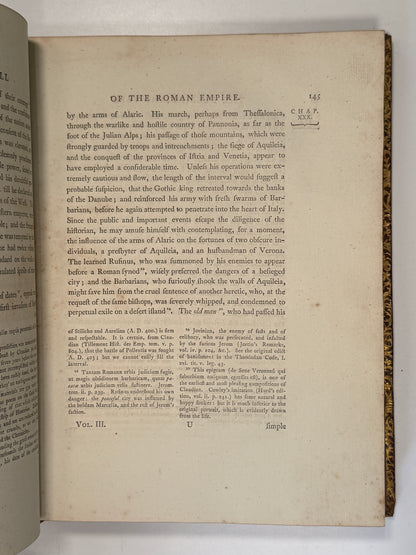 OF THE ROMAN EMPIRE.
145
CHAP.
XXX.
by the arms of Alaric. His march, perhaps from Thessalonica,
through the warlike and hostile country of Pannonia, as far as the
foot of the Julian Alps; his passage of those mountains, which were
strongly guarded by troops and intrenchments; the siege of Aquileia,
and the conquest of the provinces of Istria and Venetia, appear to
have employed a considerable time. Unless his operations were ex-
tremely cautious and slow, the length of the interval would suggest a
probable suspicion, that the Gothic king retreated towards the banks
of the Danube; and reinforced his army with fresh swarms of Bar-
barians, before he again attempted to penetrate into the heart of Italy.
Since the public and important events escape the diligence of the
historian, he may amuse himself with contemplating, for a moment,
the influence of the arms of Alaric on the fortunes of two obscure in-
dividuals, a presbyter of Aquileia, and an husbandman of Verona.
The learned Rufinus, who was summoned by his enemies to appear
before a Roman synod, wisely preferred the dangers of a besieged
city; and the Barbarians, who furiously shook the walls of Aquileia,
might save him from the cruel sentence of another heretic, who, at the
request of the same bishops, was severely whipped, and condemned to
perpetual exile on a desert island. The old man, who had passed his
of Stilicho and Aurelian (A. D. 400.) is firm
and respectable. It is certain, from Clau-
dian (Tillemont Hist. des Emp. tom. v. p.
804.), that the battle of Pollentia was fought
A. D. 403; but we cannot easily fill the
interval.
Tantum Romanæ urbis judicium fugis,
ut magis obsidionem barbaricam, quam pa-
catæ urbis judicium velis sustinere. Jerom,
tom. ii. p. 239. Rufinus understood his own
danger: the peaceful city was inflamed by
the beldam Marcella, and the rest of Jerom's
faction.
Jovinian, the enemy of fasts and of
celibacy, who was persecuted and insulted
by the furious Jerom (Jortin's Remarks,
vol. iv. p. 104, &c.). See the original edict
of banishment in the Theodosian Code, l.
This epigram (de Sene Veronensi qui
suburbium nusquam egressus est), is one of
the earliest and most pleasing compositions of
Claudian. Cowley's imitation (Hurd's edi-
tion, vol. ii. p. 241.) has some natural and
happy strokes: but it is much inferior to the
original portrait, which is evidently drawn
from the life.
VOL. III.
U
simple